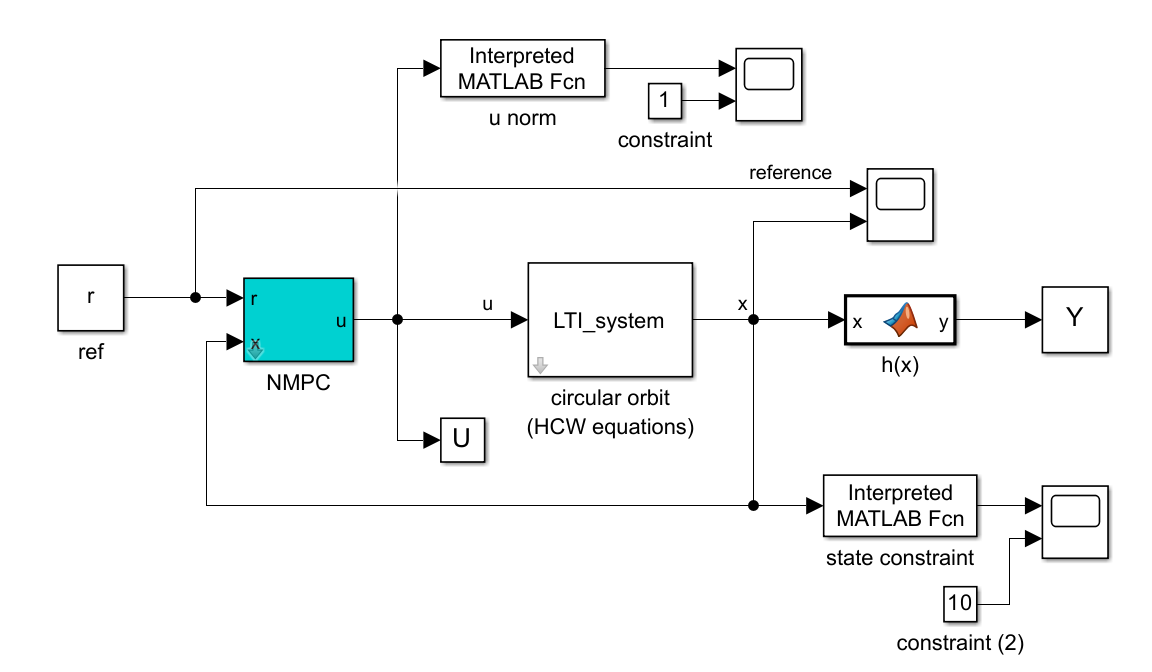 Interpreted
MATLAB Fcn
u norm
1
constraint
reference
r
ref
r
x
u
NMPC
u
LTI_system
circular orbit
(HCW equations)
x
x
y
h(x)
Y
U
Interpreted
MATLAB Fcn
state constraint
10
constraint (2)